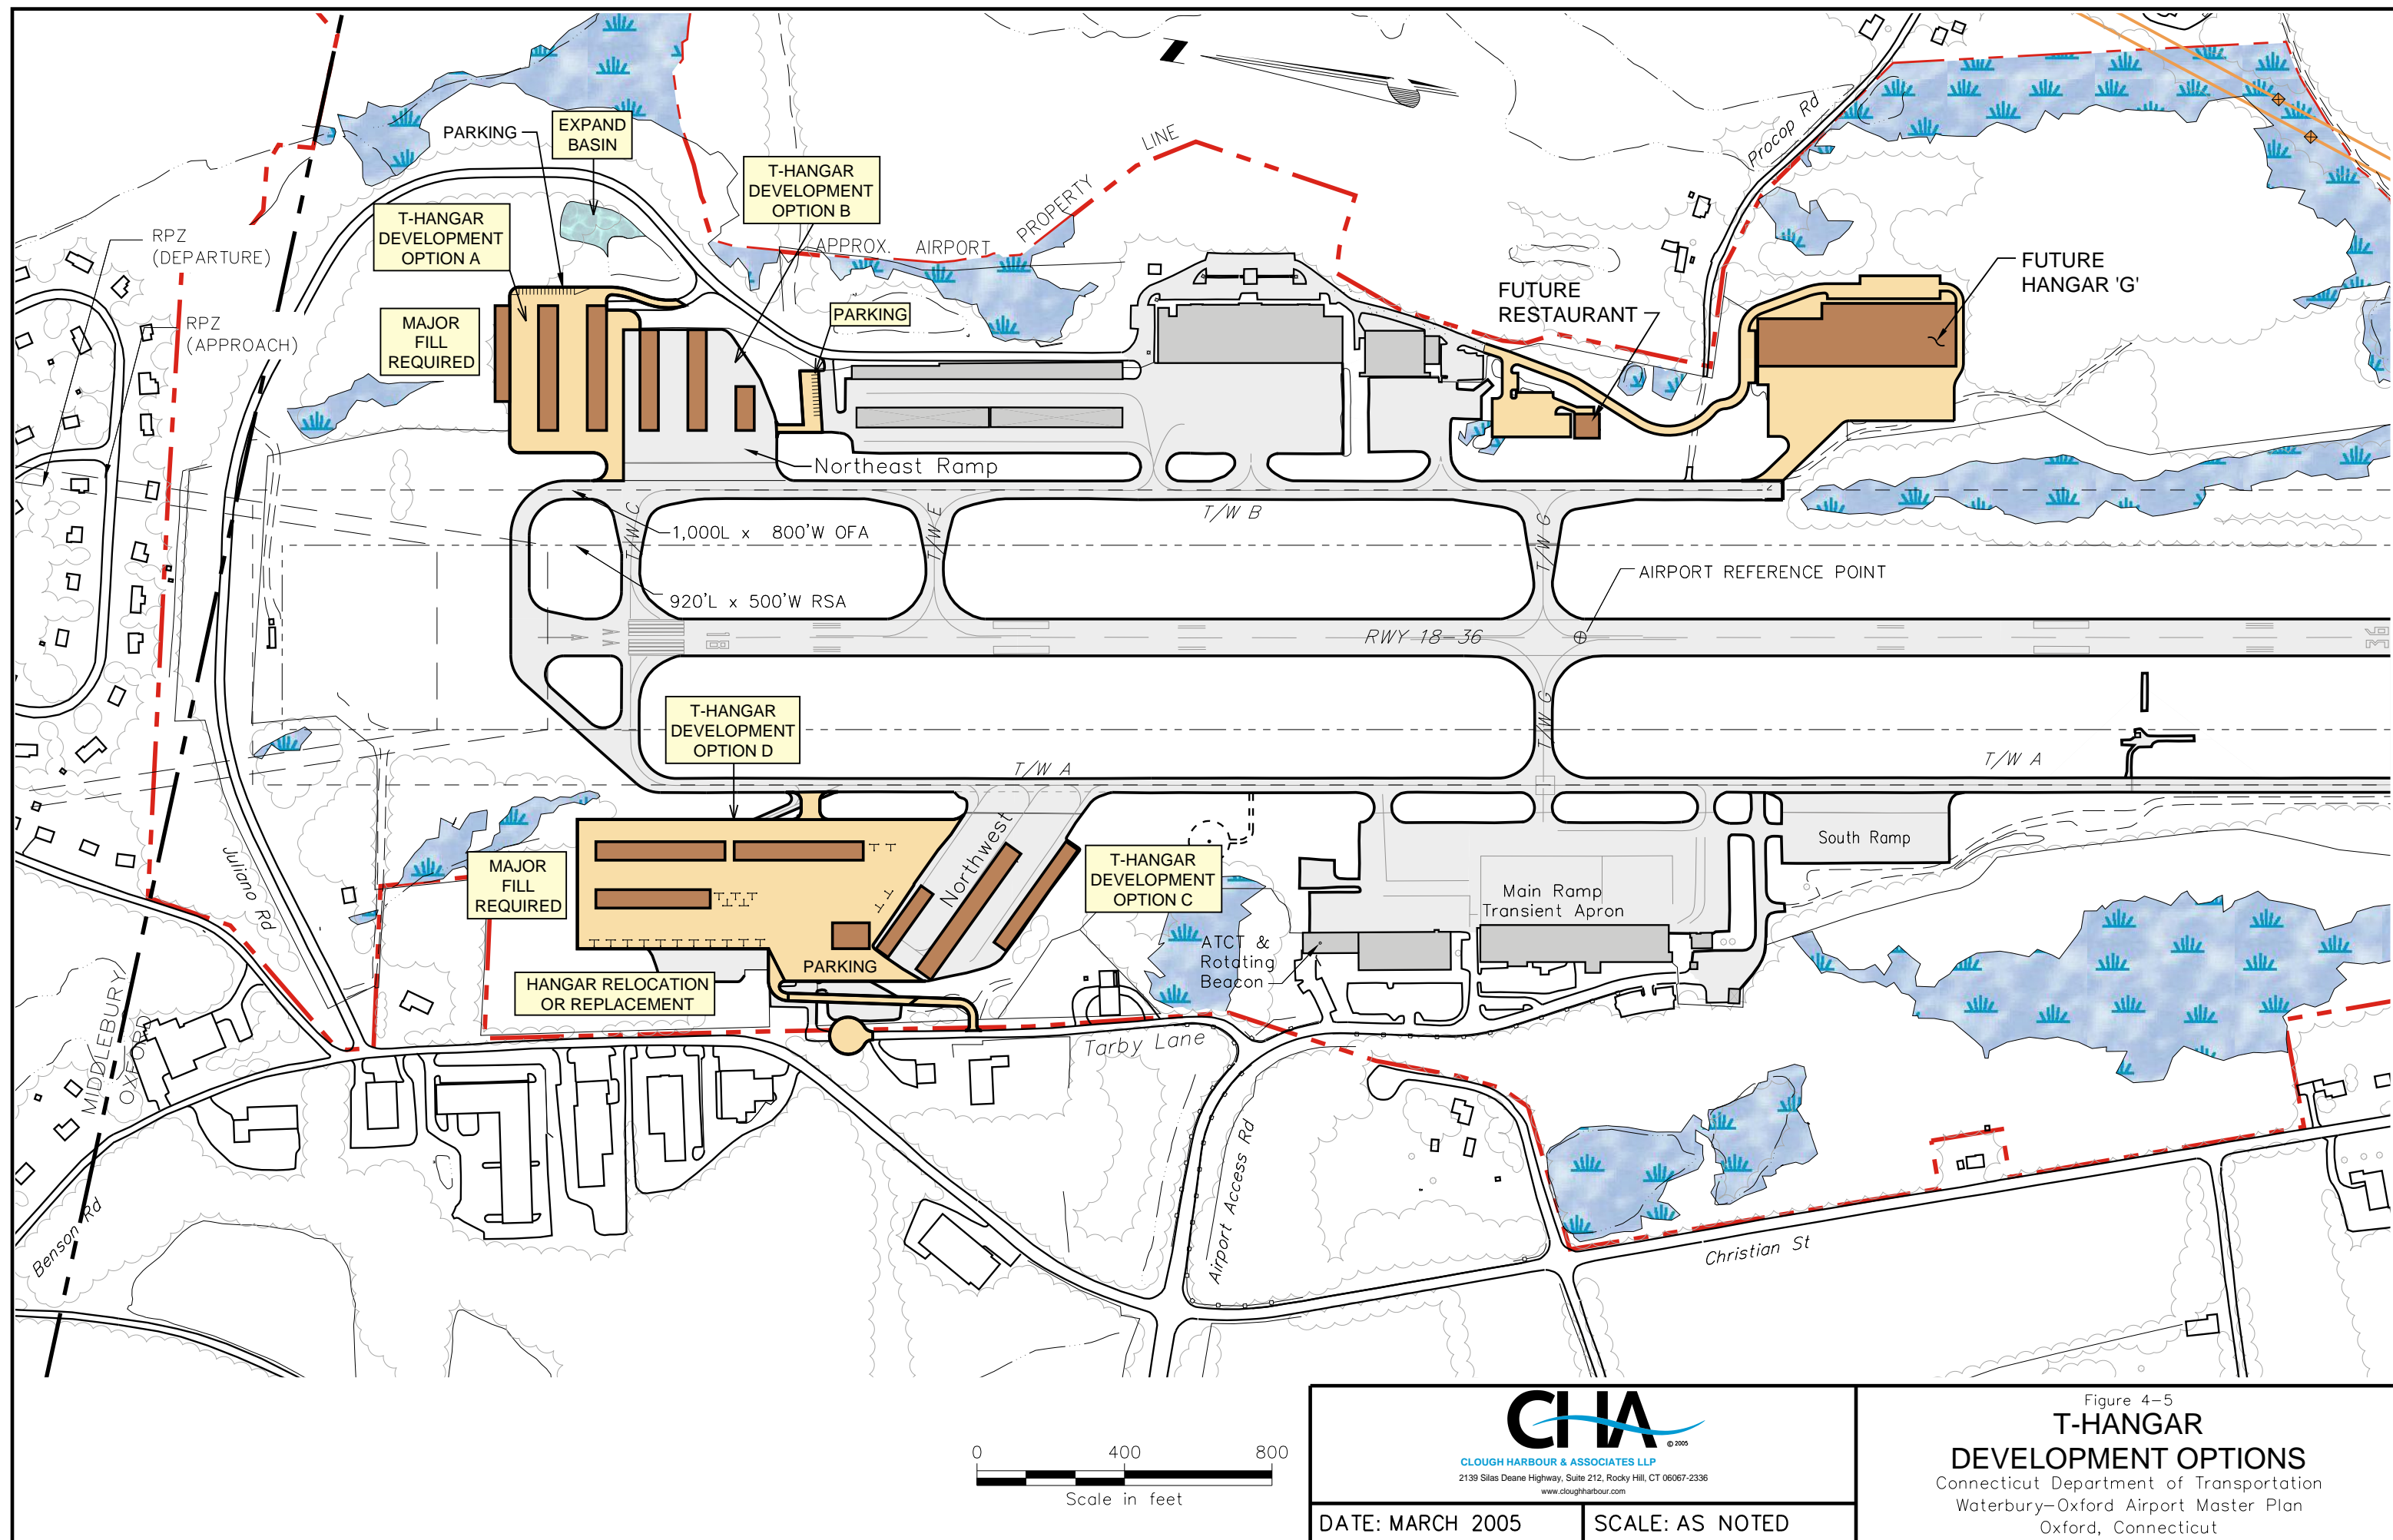 PARKING
EXPAND
BASIN
T-HANGAR
DEVELOPMENT
OPTION B
T-HANGAR
DEVELOPMENT
OPTION A
RPZ
(DEPARTURE)
RPZ
(APPROACH)
MAJOR
FILL
REQUIRED
PARKING
APPROX. AIRPORT PROPERTY LINE
Procop Rd
FUTURE
RESTAURANT
FUTURE
HANGAR 'G'
Northeast Ramp
1,000L x 800'W OFA
920'L x 500'W RSA
T/W C
T/W E
T/W B
T/W G
AIRPORT REFERENCE POINT
18
RWY 18-36
36
T/W G
T-HANGAR
DEVELOPMENT
OPTION D
T/W A
T/W A
Northwest
South Ramp
Main Ramp
Transient Apron
T-HANGAR
DEVELOPMENT
OPTION C
MAJOR
FILL
REQUIRED
Juliano Rd
ATCT &
Rotating
Beacon
PARKING
HANGAR RELOCATION
OR REPLACEMENT
Tarby Lane
MIDDLEBURY
OXFORD
Benson Rd
Airport Access Rd
Christian St
0 400 800
Scale in feet
CHA
© 2005
CLOUGH HARBOUR & ASSOCIATES LLP
2139 Silas Deane Highway, Suite 212, Rocky Hill, CT 06067-2336
www.cloughharbour.com
DATE: MARCH 2005
SCALE: AS NOTED
Figure 4-5
T-HANGAR
DEVELOPMENT OPTIONS
Connecticut Department of Transportation
Waterbury-Oxford Airport Master Plan
Oxford, Connecticut